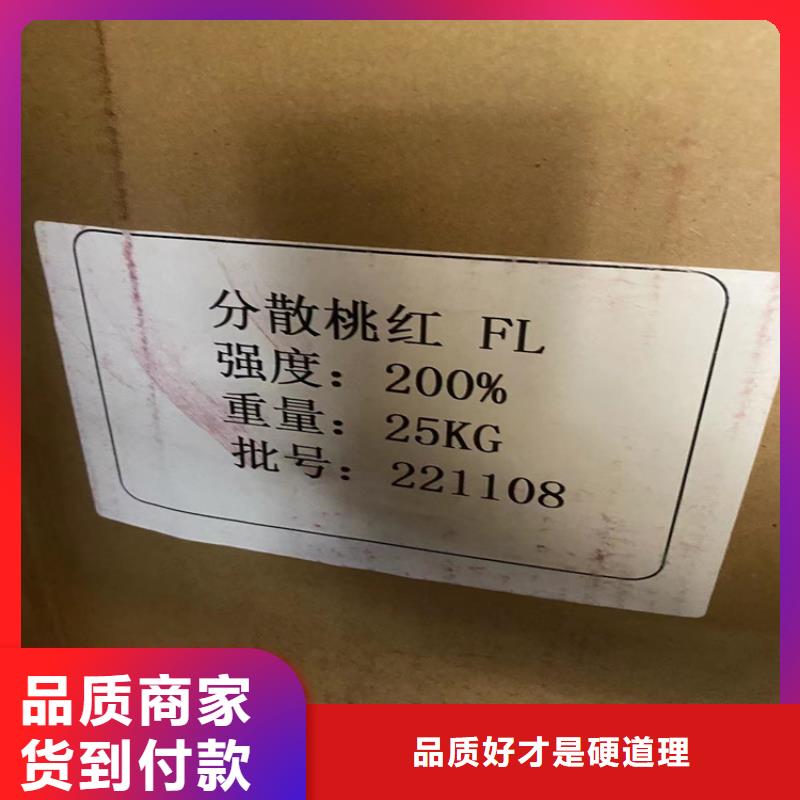 分散桃红 FL
强度：200%
重量：25KG
批号：221108
品质商家
货到付款
品质好才是硬道理